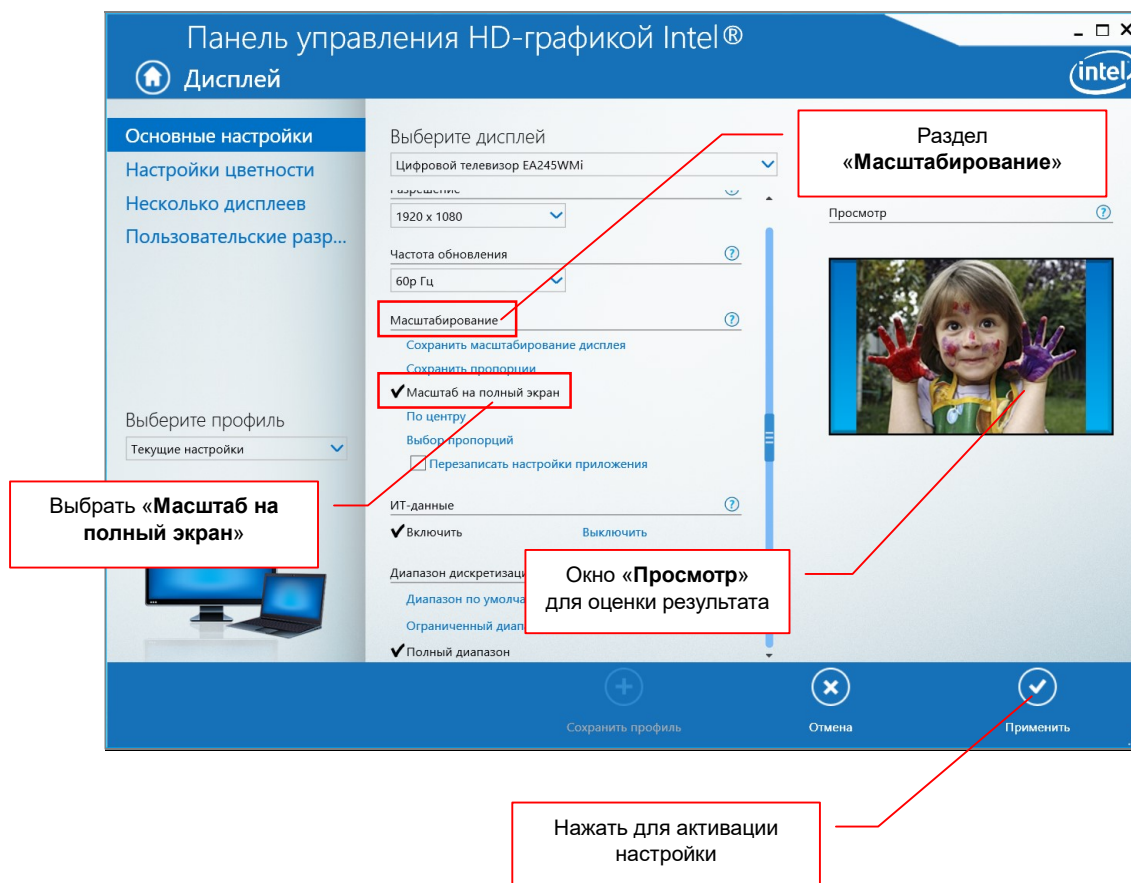 Панель управления HD-графикой Intel®
Дисплей
intel
Основные настройки
Настройки цветности
Несколько дисплеев
Пользовательские разр...
Выберите профиль
Текущие настройки
Выберите дисплей
Цифровой телевизор EA245WMi
Разрешение
1920 x 1080
Частота обновления
60p Гц
Масштабирование
Сохранить масштабирование дисплея
Сохранить пропорции
Масштаб на полный экран
По центру
Выбор пропорций
Перезаписать настройки приложения
ИТ-данные
Включить
Выключить
Диапазон дискретизаци
Диапазон по умолча
Ограниченный диап
Полный диапазон
Просмотр
Раздел
«Масштабирование»
Выбрать «Масштаб на
полный экран»
Окно «Просмотр»
для оценки результата
Сохранить профиль
Отмена
Применить
Нажать для активации
настройки